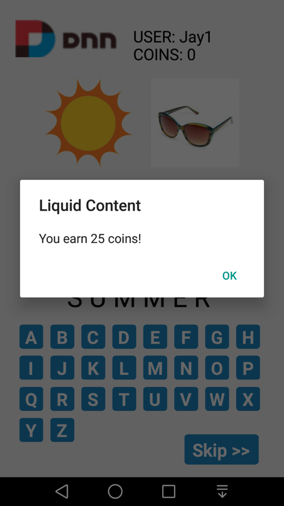 DNN
USER: Jay1
COINS: 0
Liquid Content
You earn 25 coins!
OK
SUMMER
A B C D E F G H
I J K L M N O P
Q R S T U V W X
Y Z
Skip >>